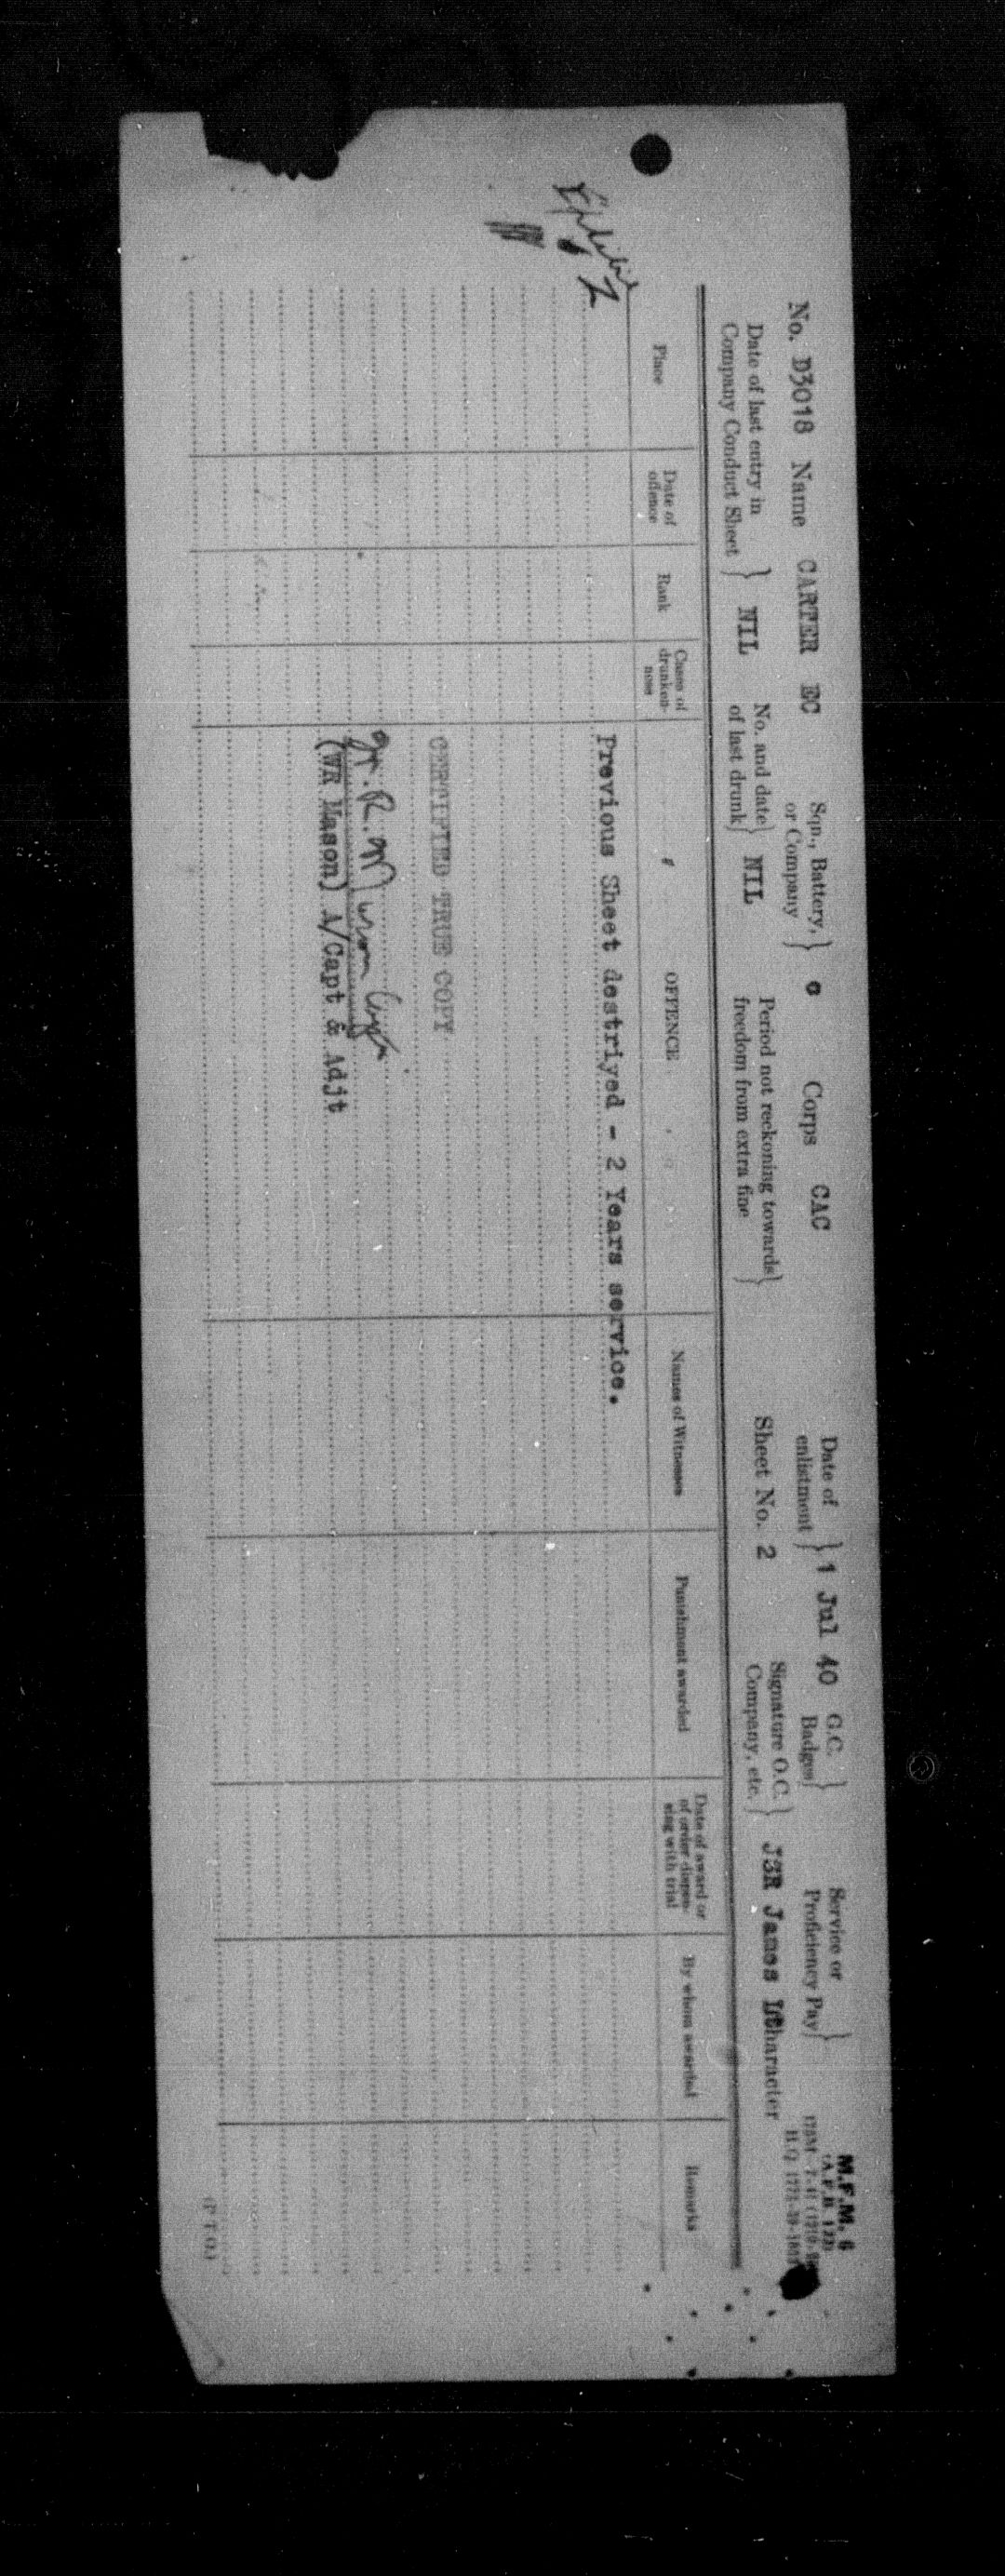 M.F.M. 6
No. D3018 Name CARTER EC Sqn., Battery, or Company } C Corps CAC Date of enlistment } 1 Jul 40 G.C. Badges } Service or Proficiency Pay }
Date of last entry in Company Conduct Sheet } NIL No. and date of last drunk } NIL Period not reckoning towards freedom from extra fine } Sheet No. 2 Signature O.C. Company, etc. } James Character
Place Date of offence Rank Cases of drunkenness OFFENCE Names of Witnesses Punishment awarded Date of award or of order dispensing with trial By whom awarded Remarks
Previous Sheet destriyed - 2 Years service.
CERTIFIED TRUE COPY
(WR Mason) A/Capt & Adjt
(P.T.O.)